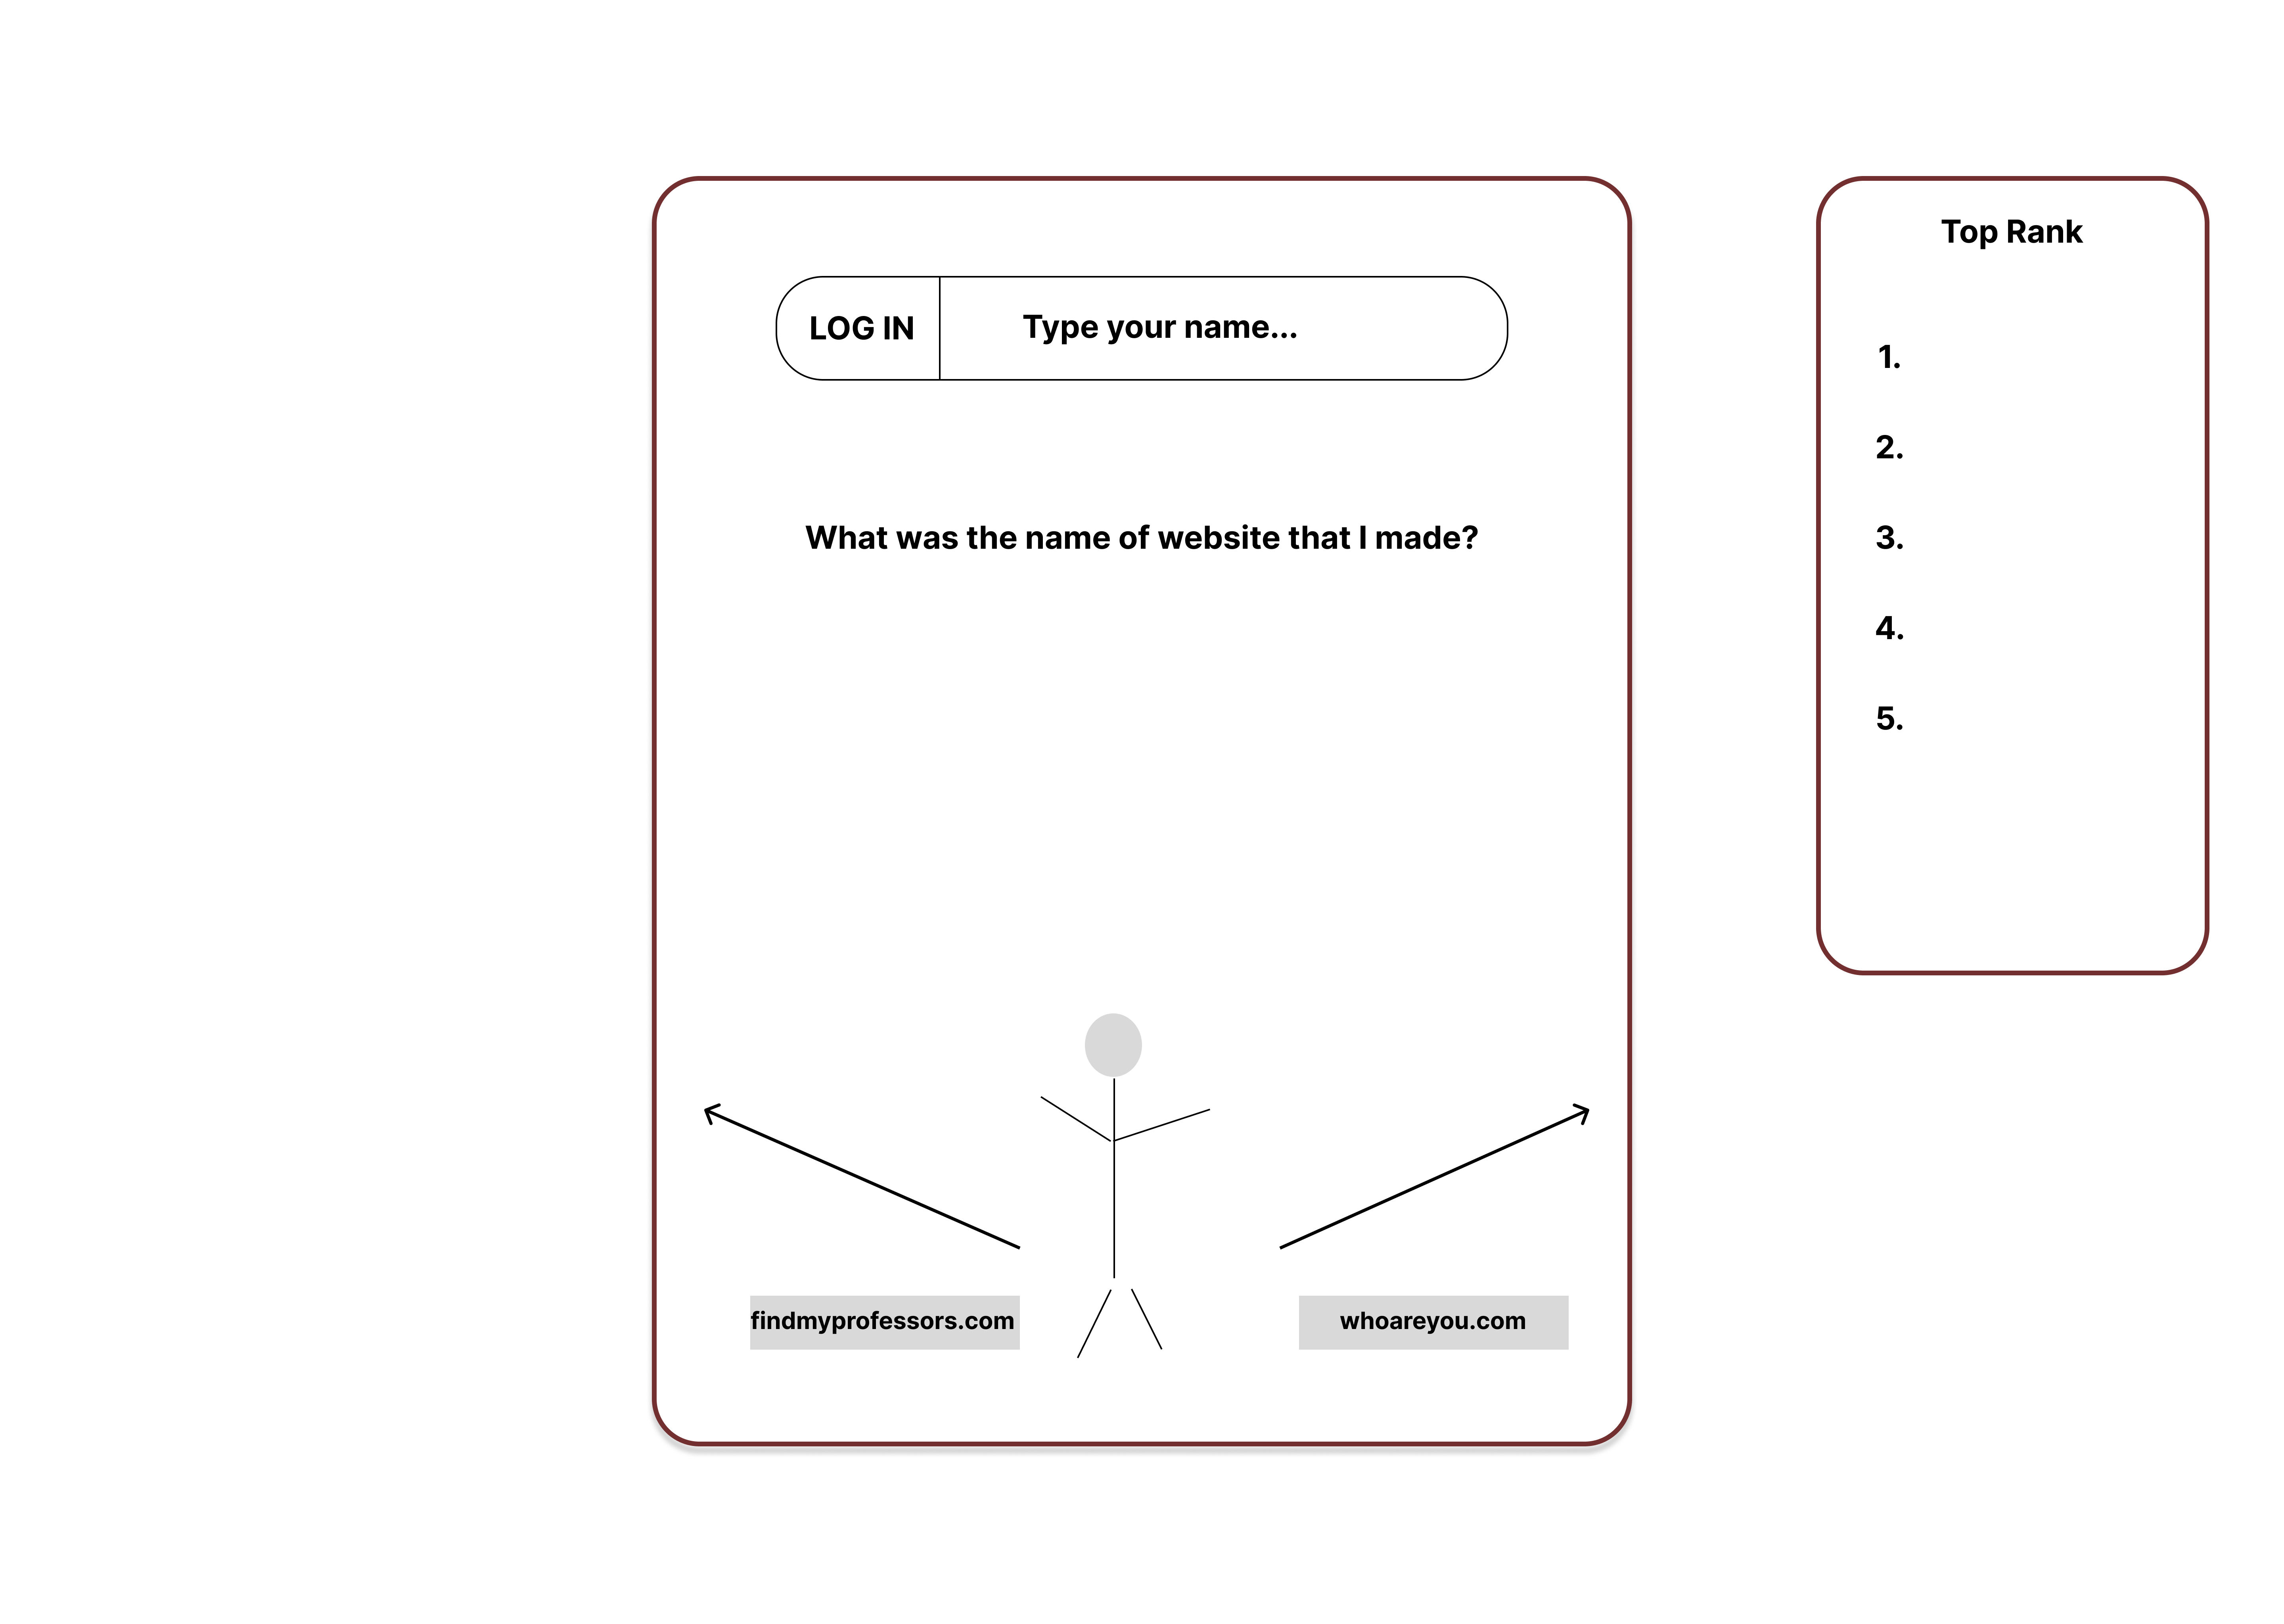 LOG IN
Type your name...
What was the name of website that I made?
findmyprofessors.com
whoareyou.com
Top Rank
1.
2.
3.
4.
5.